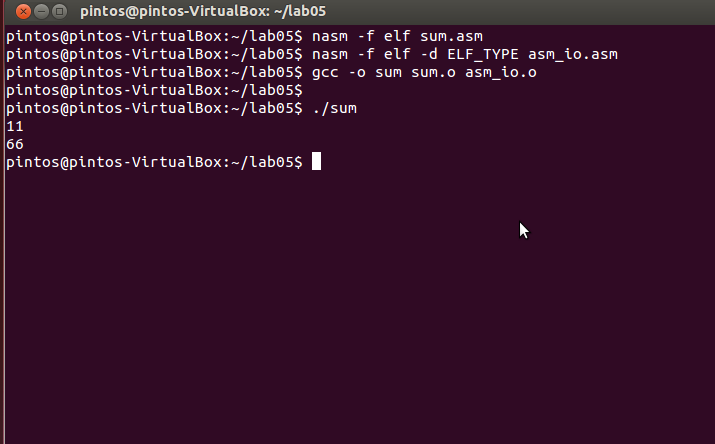 pintos@pintos-VirtualBox: ~/lab05
pintos@pintos-VirtualBox:~/lab05$ nasm -f elf sum.asm
pintos@pintos-VirtualBox:~/lab05$ nasm -f elf -d ELF_TYPE asm_io.asm
pintos@pintos-VirtualBox:~/lab05$ gcc -o sum sum.o asm_io.o
pintos@pintos-VirtualBox:~/lab05$
pintos@pintos-VirtualBox:~/lab05$ ./sum
11
66
pintos@pintos-VirtualBox:~/lab05$